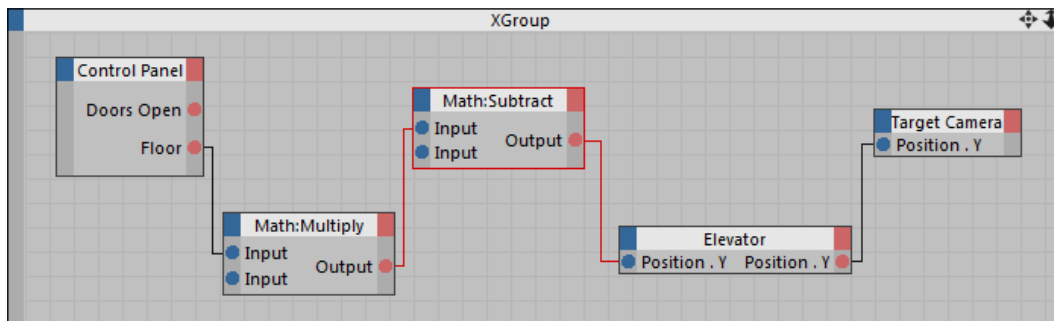 XGroup
Control Panel
Doors Open
Floor
Math:Multiply
Input
Input
Output
Math:Subtract
Input
Input
Output
Elevator
Position . Y Position . Y
Target Camera
Position . Y